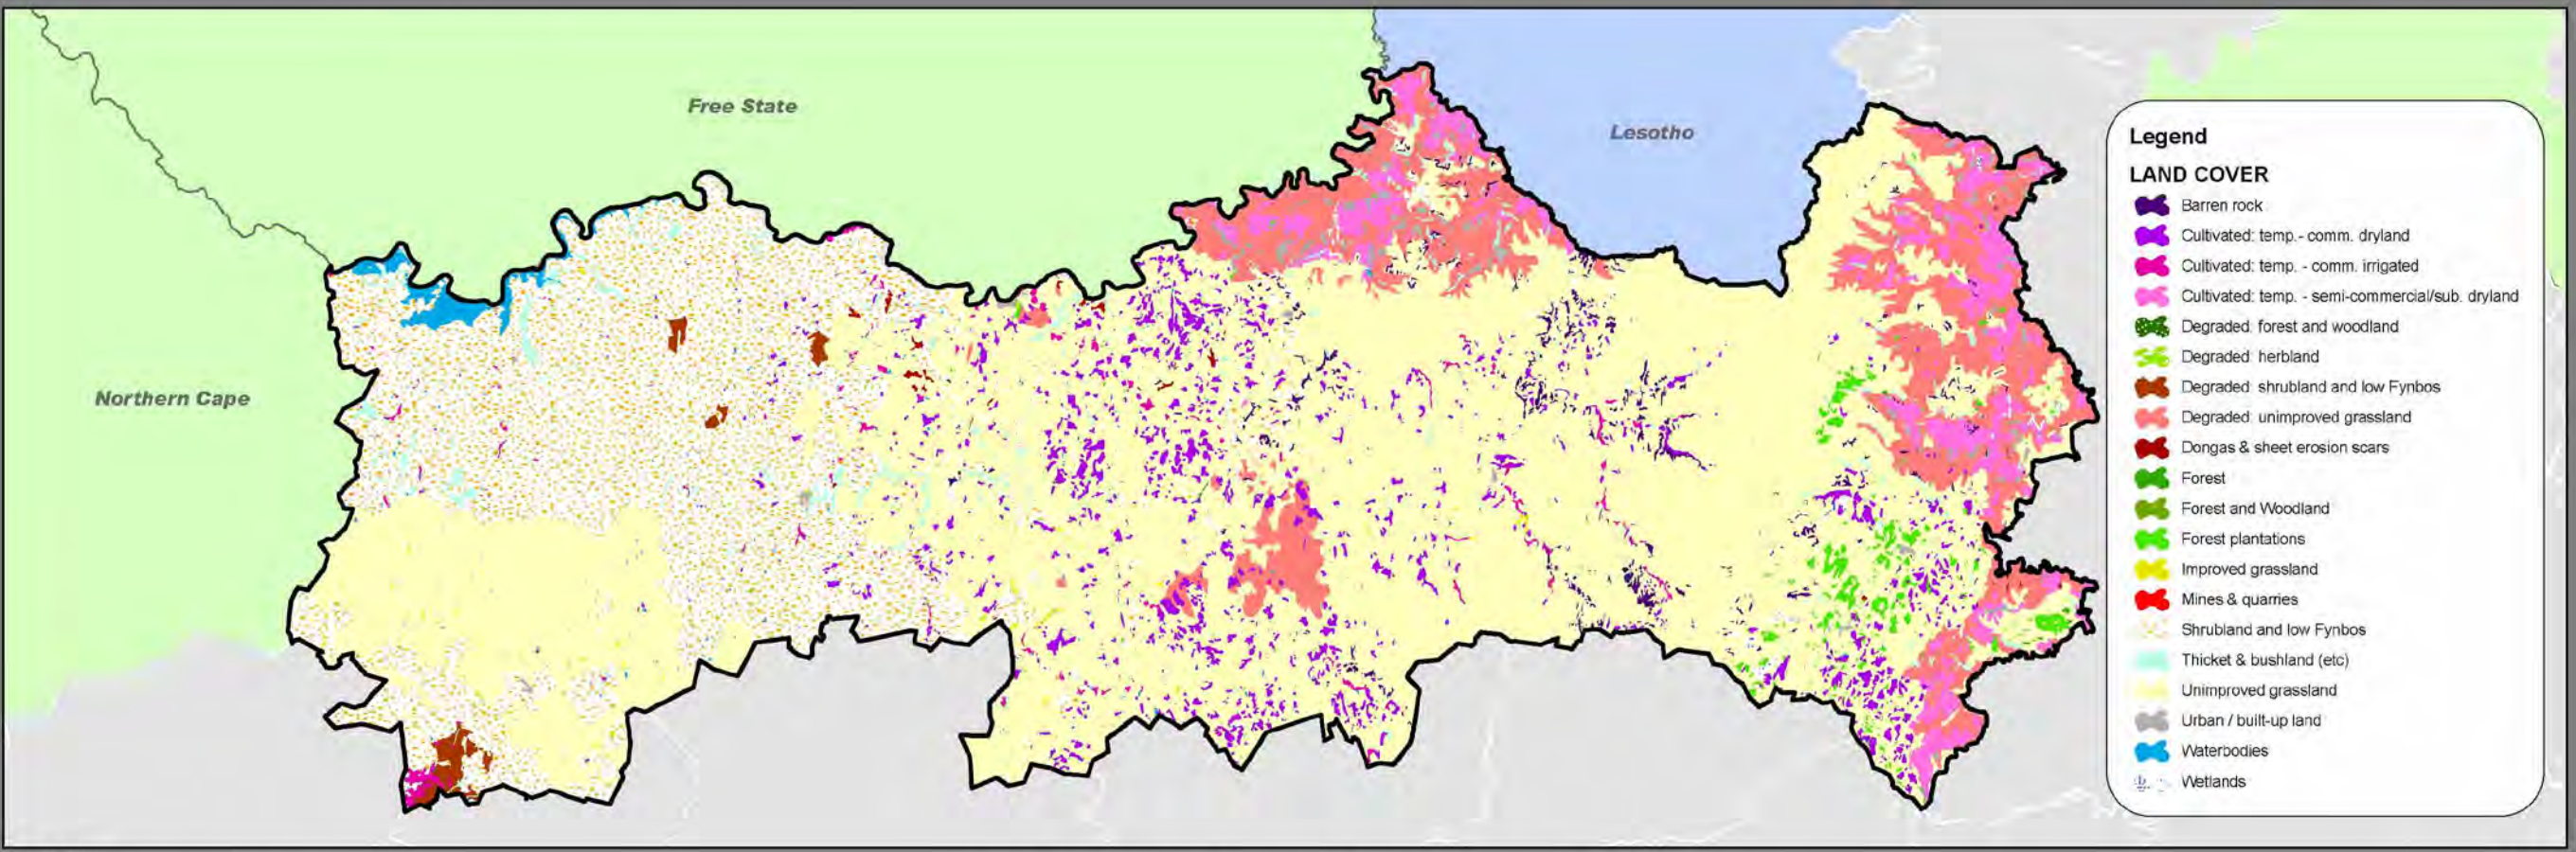 Free State
Lesotho
Northern Cape
Legend
LAND COVER
Barren rock
Cultivated: temp.- comm. dryland
Cultivated: temp. - comm. irrigated
Cultivated: temp. - semi-commercial/sub. dryland
Degraded: forest and woodland
Degraded: herbland
Degraded: shrubland and low Fynbos
Degraded: unimproved grassland
Dongas & sheet erosion scars
Forest
Forest and Woodland
Forest plantations
Improved grassland
Mines & quarries
Shrubland and low Fynbos
Thicket & bushland (etc)
Unimproved grassland
Urban / built-up land
Waterbodies
Wetlands